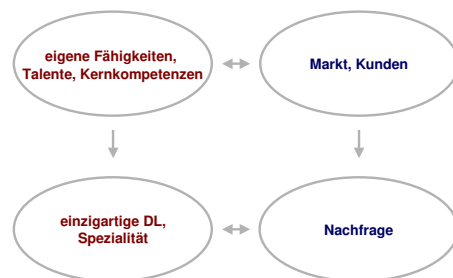 eigene Fähigkeiten,
Talente, Kernkompetenzen
Markt, Kunden
einzigartige DL,
Spezialität
Nachfrage